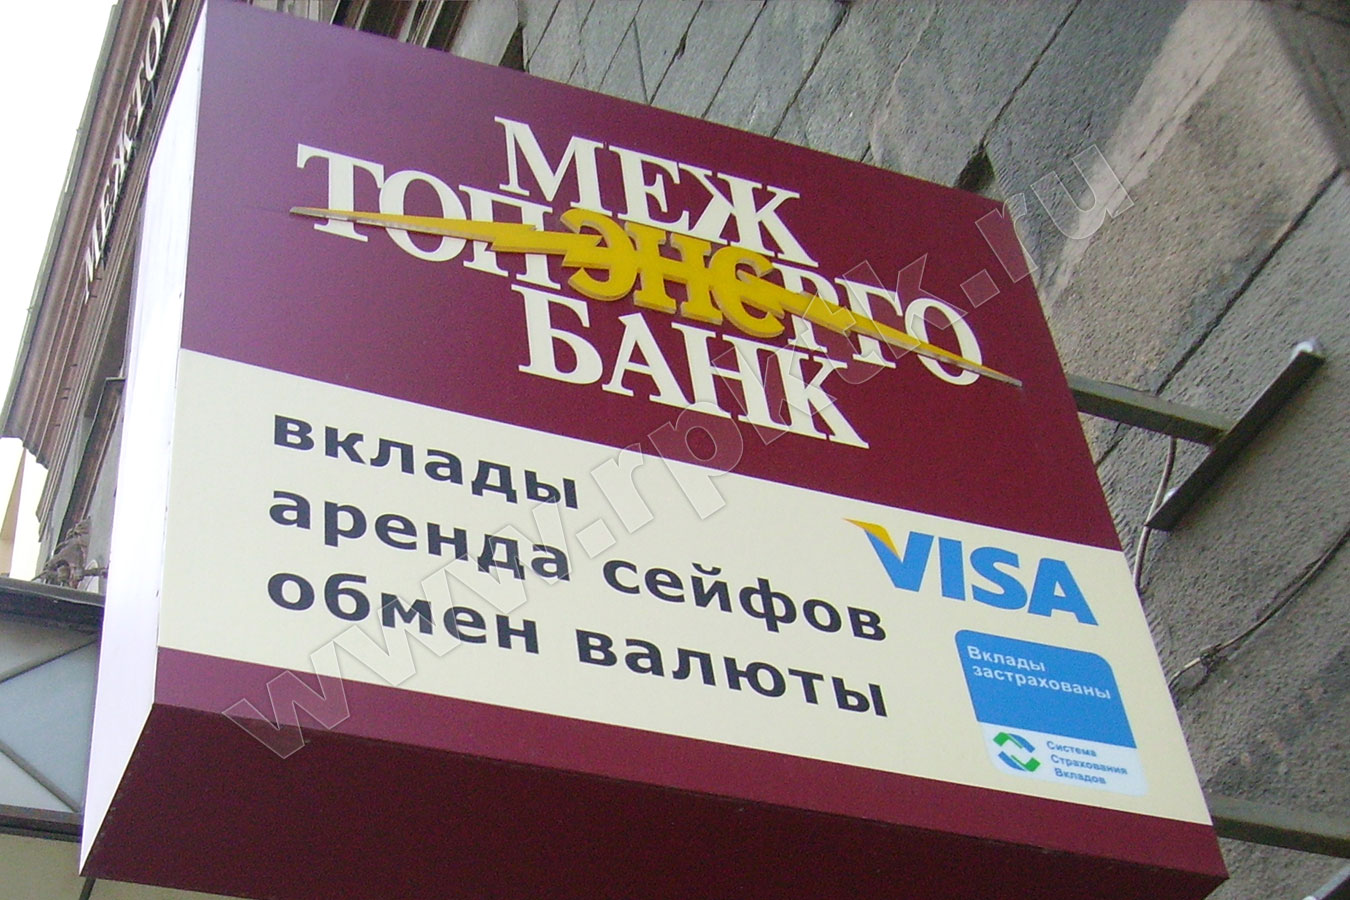 МЕЖ
ТОПЭНЕРГО
БАНК
вклады
аренда сейфов
обмен валюты
VISA
Вклады
застрахованы
Система
Страхования
Вкладов
www.rpktk.ru